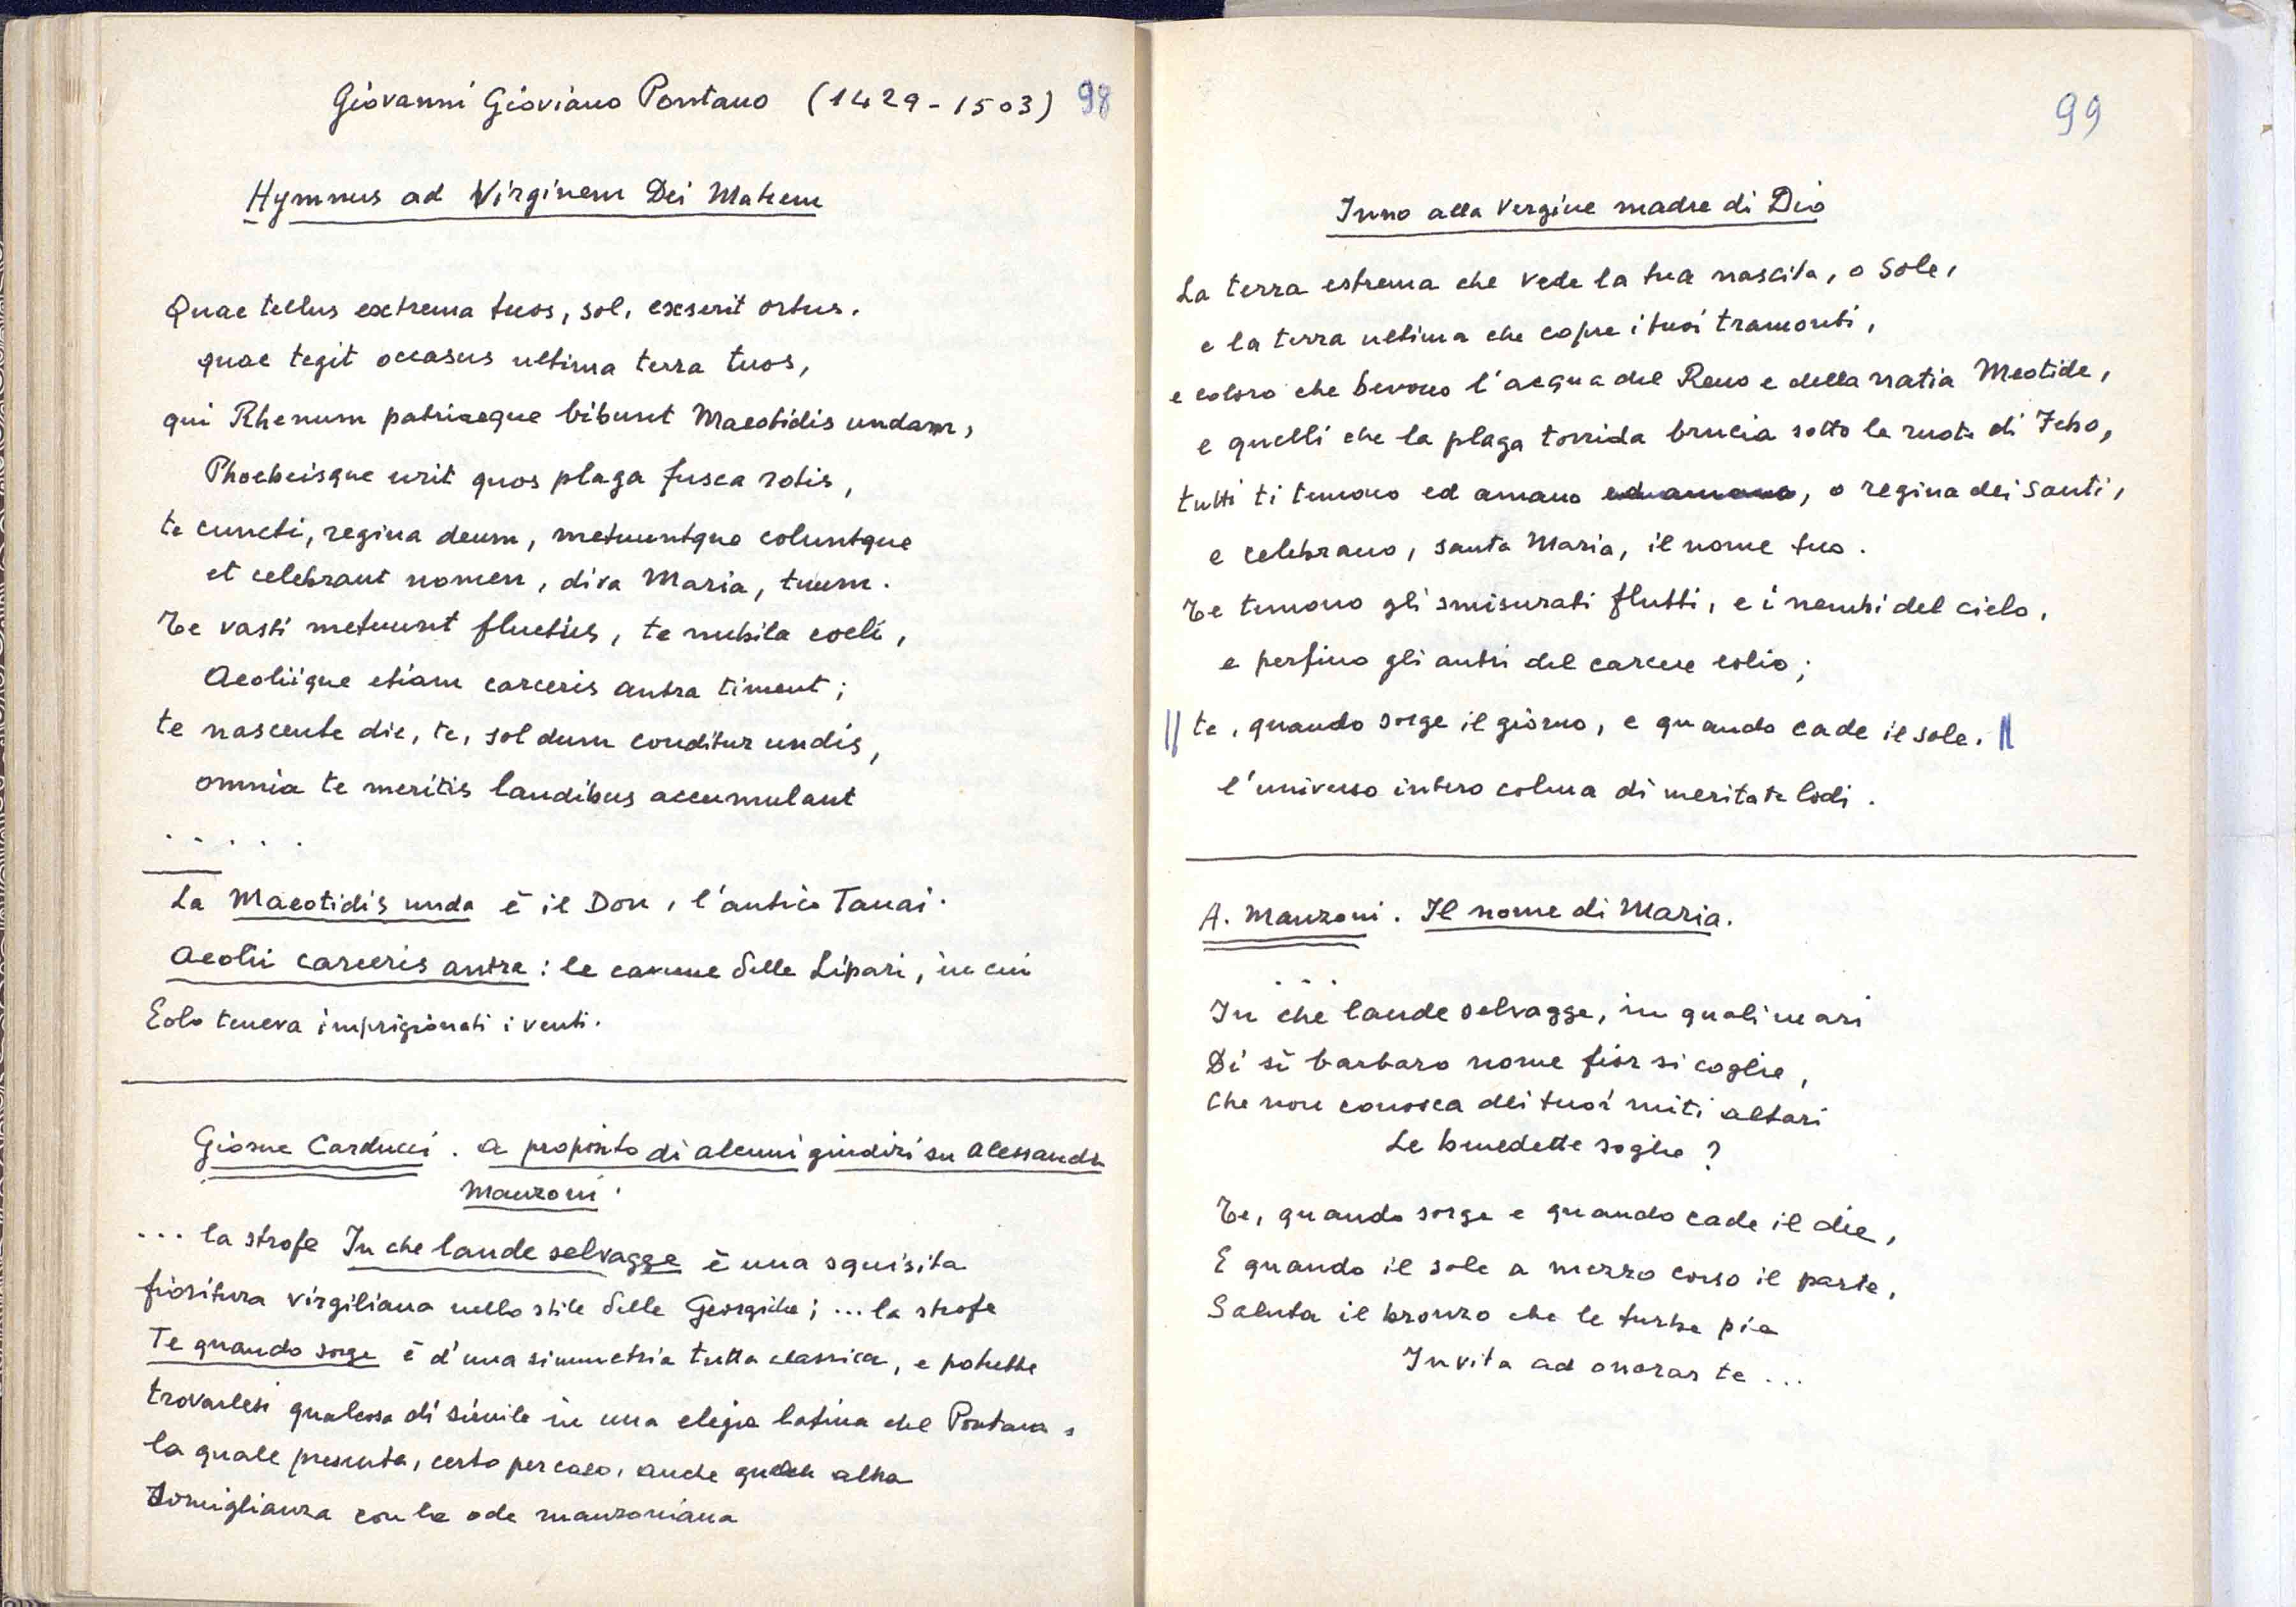 Giovanni Gioviano Pontano (1429-1503) 98
Hymnus ad Virginem Dei Matrem
Quae tellus extrema tuos, sol, exserit ortus,
quae tegit occasus ultima terra tuos,
qui Rhenum patriaeque bibunt Maeotidis undam,
Phoebeisque urit quos plaga fusca rotis,
te cuncti, regina deum, metuuntque coluntque
et celebrant nomen, diva Maria, tuum.
Te vasti metuunt fluctus, te nubila coeli,
Aeoliique etiam carceris antra timent;
te nascente die, te, sol dum conditur undis,
omnia te meritis laudibus accumulant
.....
La Maeotidis unda è il Don, l'antico Tanai.
Aeolii carceris antra: le caverne delle Lipari, in cui
Eolo teneva imprigionati i venti.
Giosue Carducci. A proposito di alcuni giudizi su Alessandro
Manzoni.
... la strofe In che lande selvagge è una squisita
fioritura virgiliana nello stile delle Georgiche; ... la strofe
Te quando sorge è d'una simmetria tutta classica, e potrebbe
trovarlesi qualcosa di simile in una elegia latina del Pontano,
la quale presenta, certo per caso, anche qualche altra
somiglianza con la ode manzoniana
99
Inno alla Vergine madre di Dio
La terra estrema che vede la tua nascita, o Sole,
e la terra ultima che copre i tuoi tramonti,
e coloro che bevono l'acqua del Reno e della natia Meotide,
e quelli che la plaga torrida brucia sotto le ruote di Febo,
tutti ti temono ed amano ed amano, o regina dei Santi,
e celebrano, santa Maria, il nome tuo.
Te temono gli smisurati flutti, e i nembi del cielo,
e perfino gli antri del carcere eolio;
|| te, quando sorge il giorno, e quando cade il sole, ||
l'universo intero colma di meritate lodi.
A. Manzoni. Il nome di Maria.
...
In che lande selvagge, in quali mari
Di sì barbaro nome fior si coglie,
Che non conosca dei tuoi miti altari
Le benedette soglie?
Te, quando sorge e quando cade il die,
E quando il sole a mezzo corso il parte,
Saluta il bronzo che le turbe pie
Invita ad onorarte...